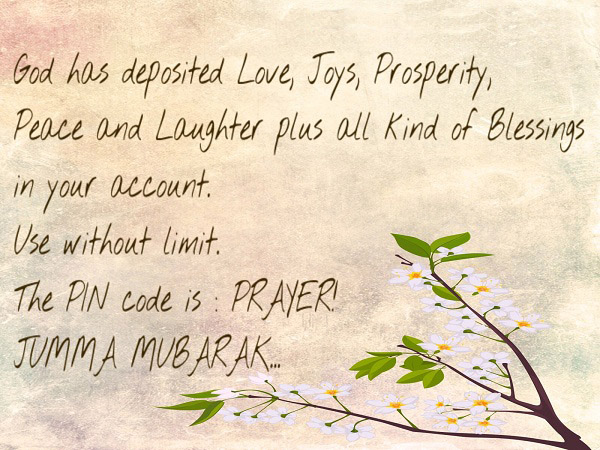 God has deposited Love, Joys, Prosperity,
Peace and Laughter plus all Kind of Blessings
in your account.
Use without limit.
The PIN code is : PRAYER!
JUMMA MUBARAK...